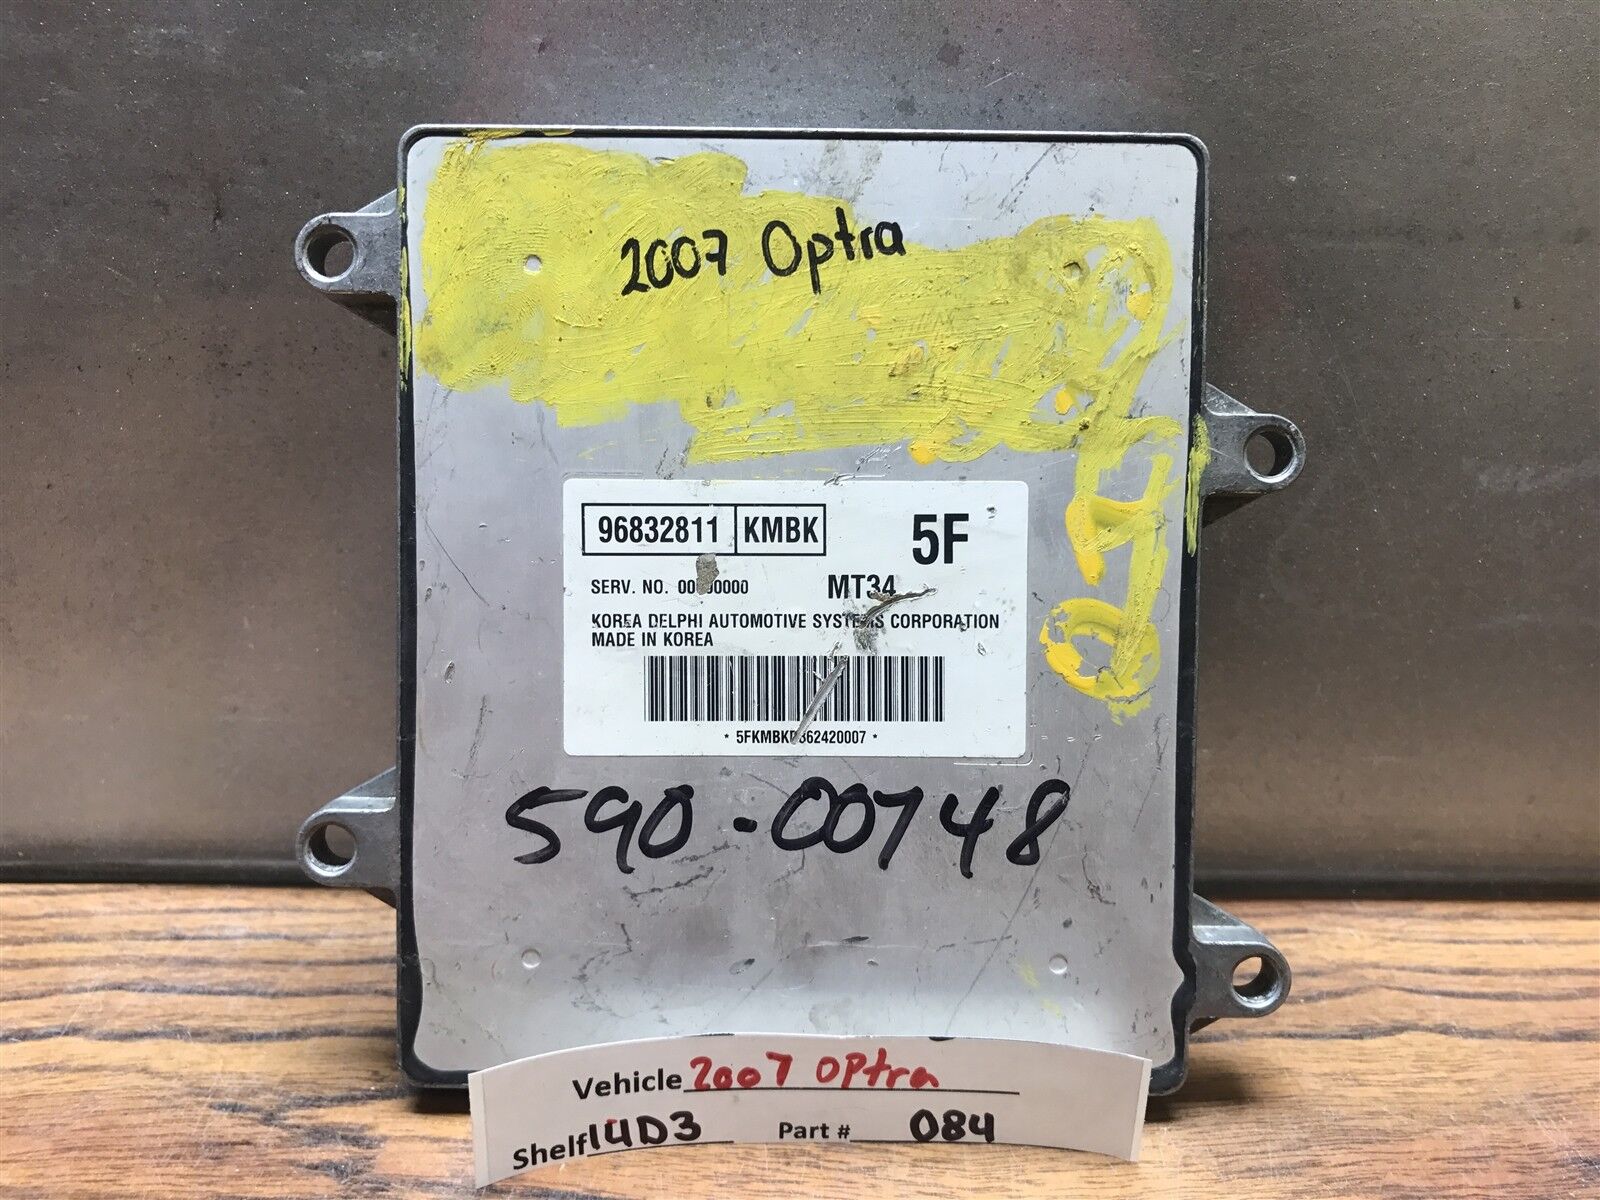 2007 Optra
96832811 KMBK 5F
SERV. NO. MT34
KOREA DELPHI AUTOMOTIVE SYSTEMS CORPORATION
MADE IN KOREA
590-00748
Vehicle 2007 Optra
Shelf 14D3 Part # 084